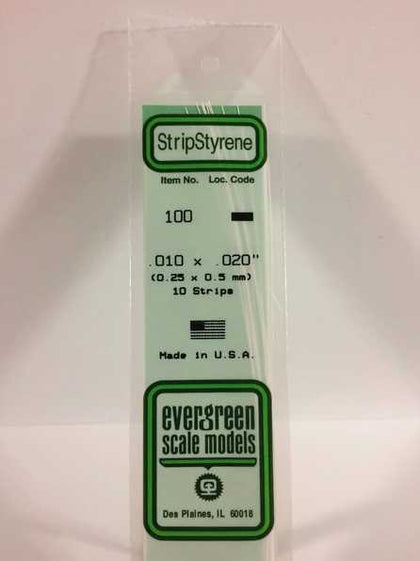 StripStyrene
Item No. Loc. Code
100
.010 x .020"
(0.25 x 0.5 mm)
10 Strips
Made in U.S.A.
evergreen
scale models
Des Plaines, IL 60018